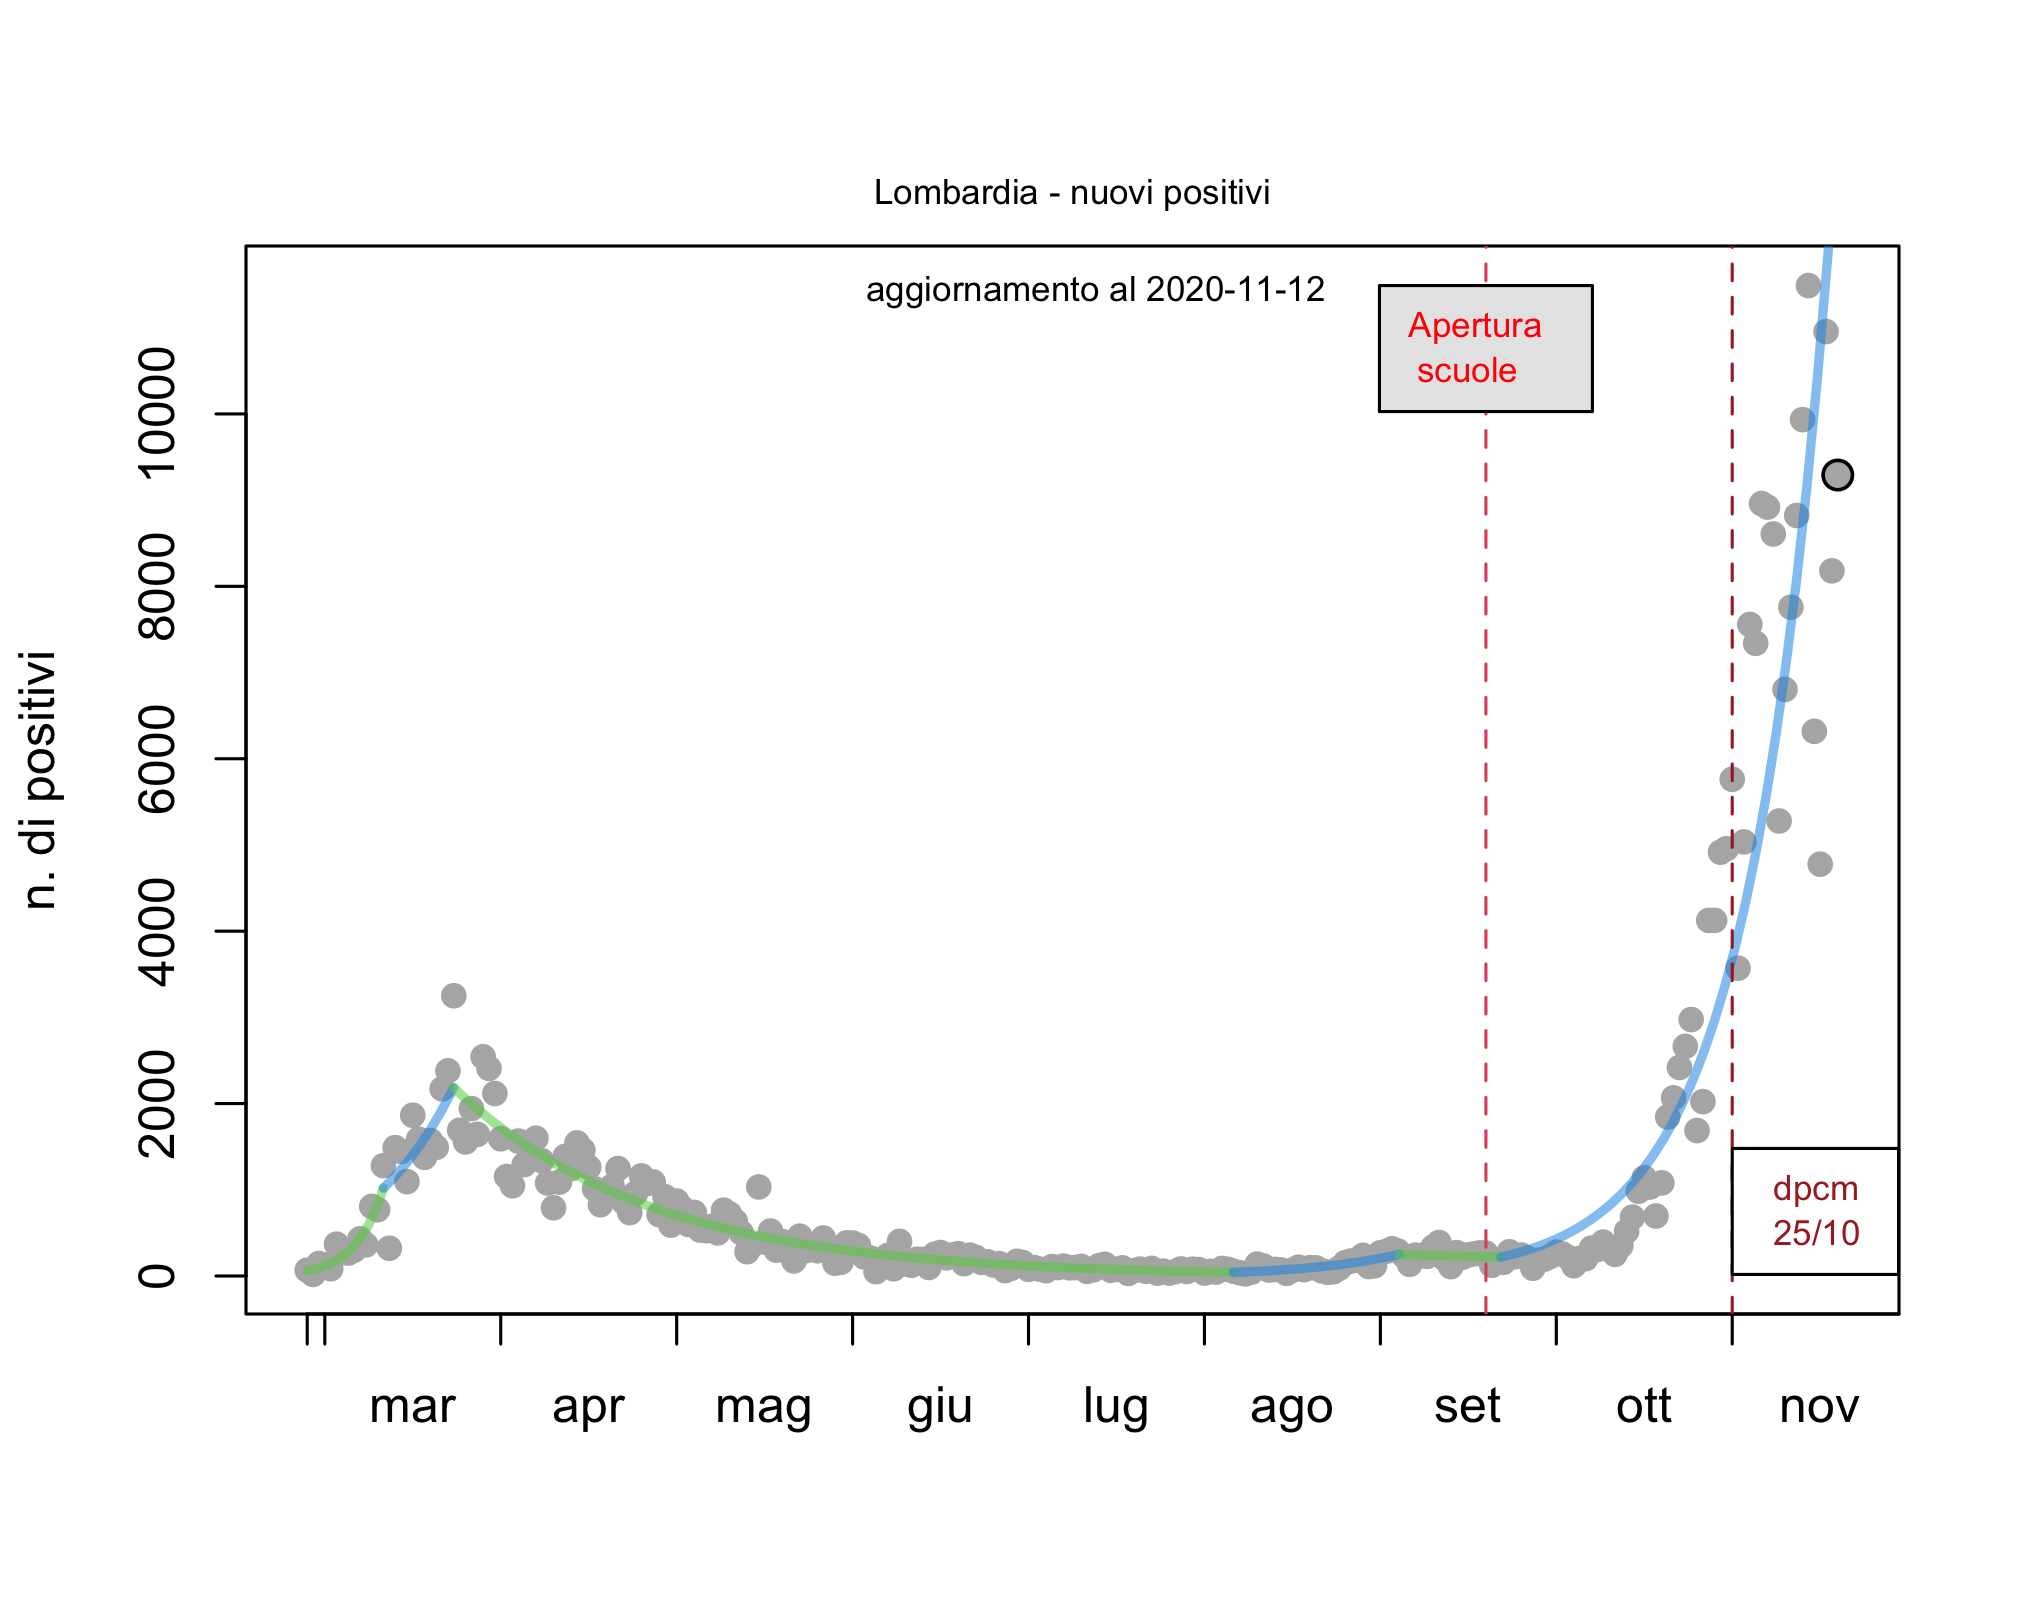 Lombardia - nuovi positivi
aggiornamento al 2020-11-12
Apertura
scuole
n. di positivi
10000
8000
6000
4000
2000
0
dpcm
25/10
mar apr mag giu lug ago set ott nov